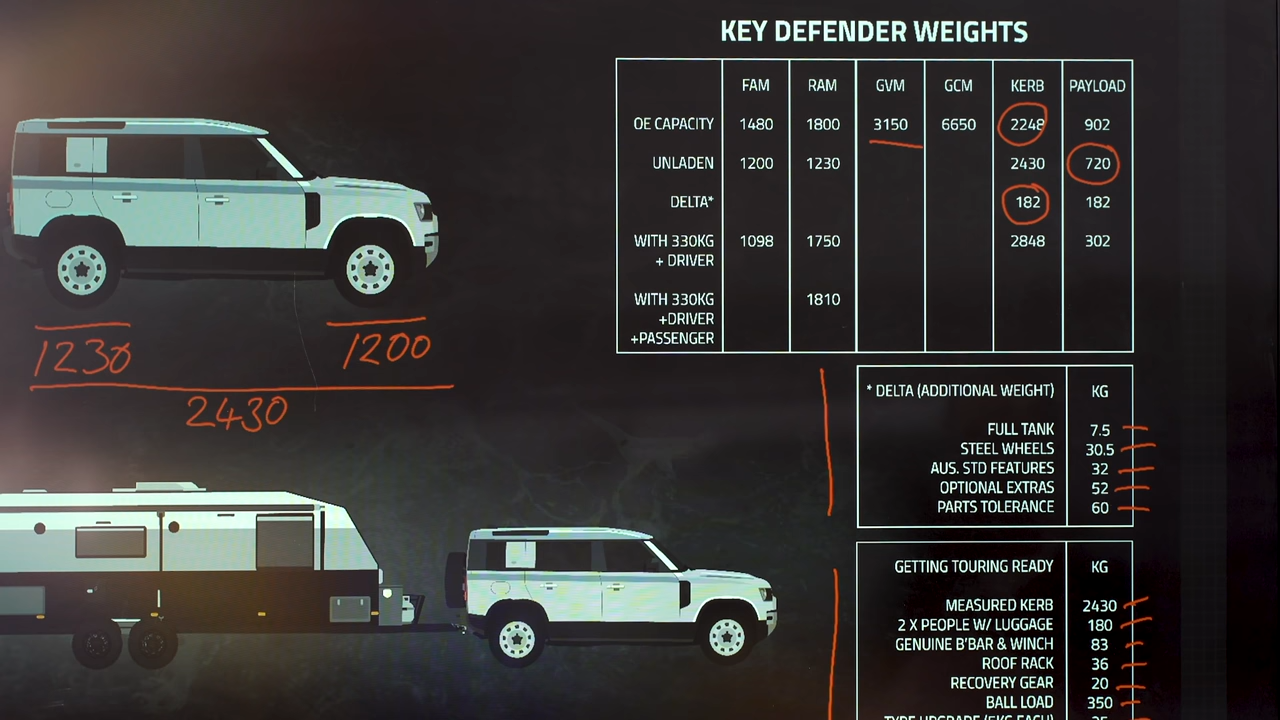 KEY DEFENDER WEIGHTS
FAM RAM GVM GCM KERB PAYLOAD
OE CAPACITY 1480 1800 3150 6650 2248 902
UNLADEN 1200 1230 2430 720
DELTA* 182 182
WITH 330KG + DRIVER 1098 1750 2848 302
WITH 330KG +DRIVER +PASSENGER 1810
1230 1200
2430
* DELTA (ADDITIONAL WEIGHT) KG
FULL TANK 7.5
STEEL WHEELS 30.5
AUS. STD FEATURES 32
OPTIONAL EXTRAS 52
PARTS TOLERANCE 60
GETTING TOURING READY KG
MEASURED KERB 2430
2 X PEOPLE W/ LUGGAGE 180
GENUINE B'BAR & WINCH 83
ROOF RACK 36
RECOVERY GEAR 20
BALL LOAD 350